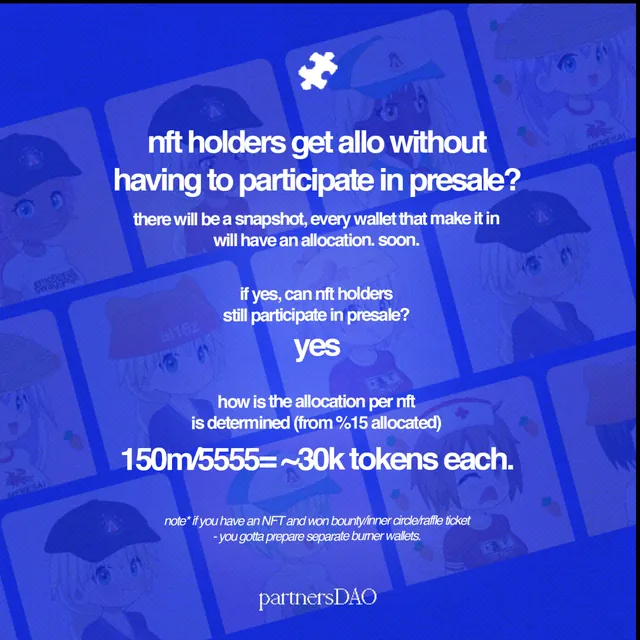 nft holders get allo without
having to participate in presale?
there will be a snapshot, every wallet that make it in
will have an allocation. soon.
if yes, can nft holders
still participate in presale?
yes
how is the allocation per nft
is determined (from %15 allocated)
150m/5555= ~30k tokens each.
note* if you have an NFT and won bounty/inner circle/raffle ticket
- you gotta prepare separate burner wallets.
partnersDAO